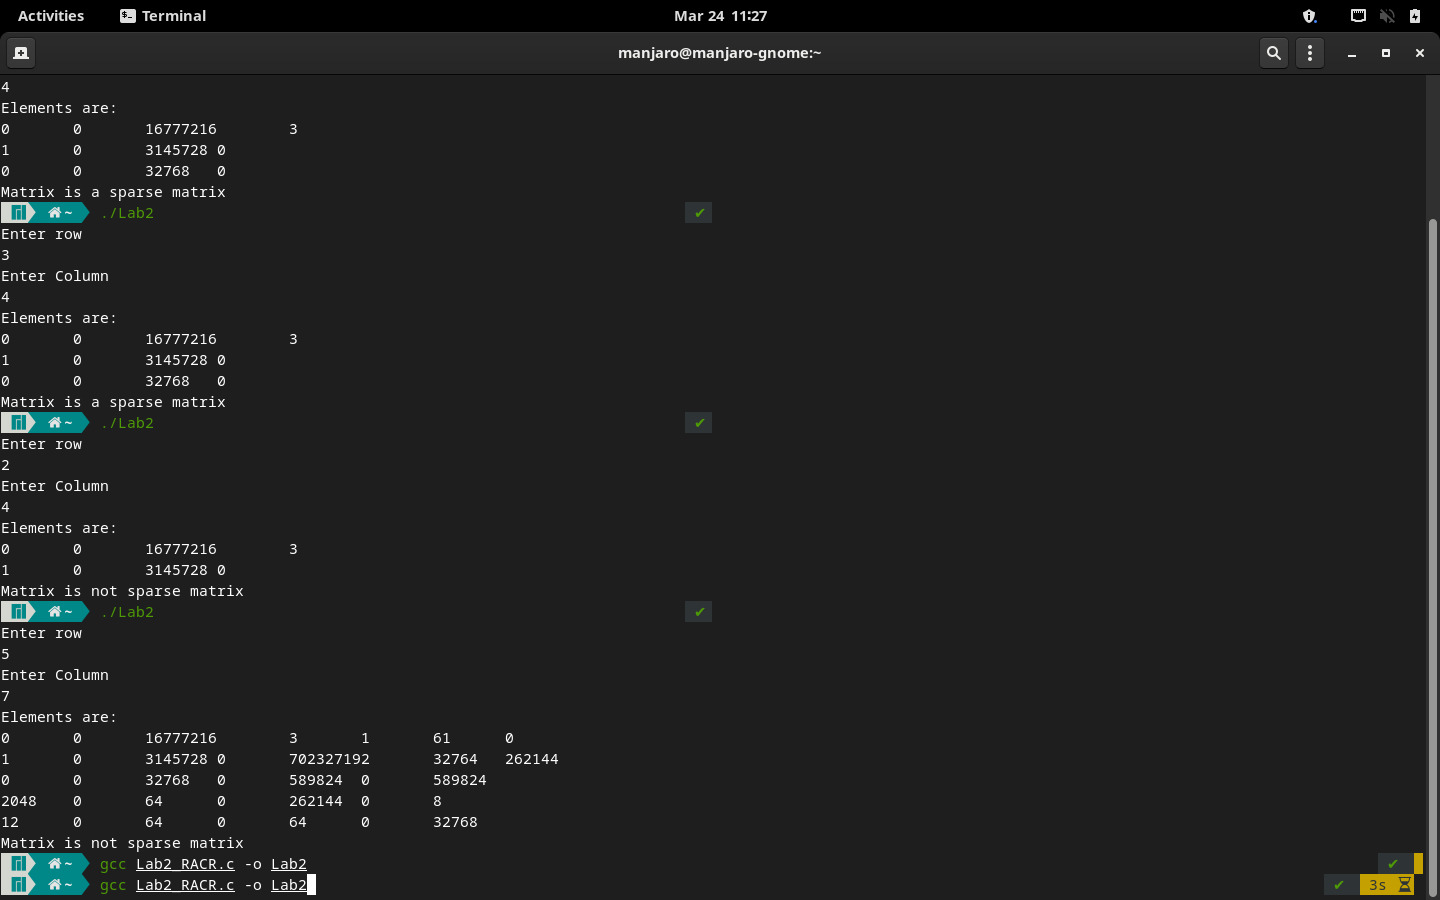 Activities Terminal Mar 24 11:27
manjaro@manjaro-gnome:~
4
Elements are:
0 0 16777216 3
1 0 3145728 0
0 0 32768 0
Matrix is a sparse matrix
~ ./Lab2 ✔
Enter row
3
Enter Column
4
Elements are:
0 0 16777216 3
1 0 3145728 0
0 0 32768 0
Matrix is a sparse matrix
~ ./Lab2 ✔
Enter row
2
Enter Column
4
Elements are:
0 0 16777216 3
1 0 3145728 0
Matrix is not sparse matrix
~ ./Lab2 ✔
Enter row
5
Enter Column
7
Elements are:
0 0 16777216 3 1 61 0
1 0 3145728 0 702327192 32764 262144
0 0 32768 0 589824 0 589824
2048 0 64 0 262144 0 8
12 0 64 0 64 0 32768
Matrix is not sparse matrix
~ gcc Lab2_RACR.c -o Lab2 ✔
~ gcc Lab2_RACR.c -o Lab2 ✔ 3s